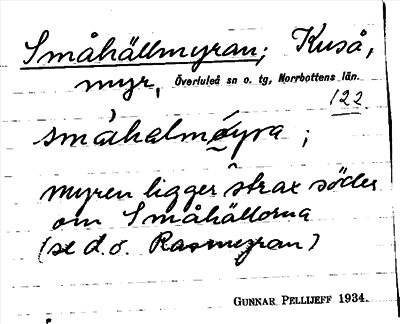 Småhällmyran; Kuså,
myr, Överluleå sn o. tg, Norrbottens län.
122.
småhalmøyra ;
myren ligger strax söder
om Småhällorna
(se d.o. Rasmyran)
GUNNAR PELLIJEFF 1934.